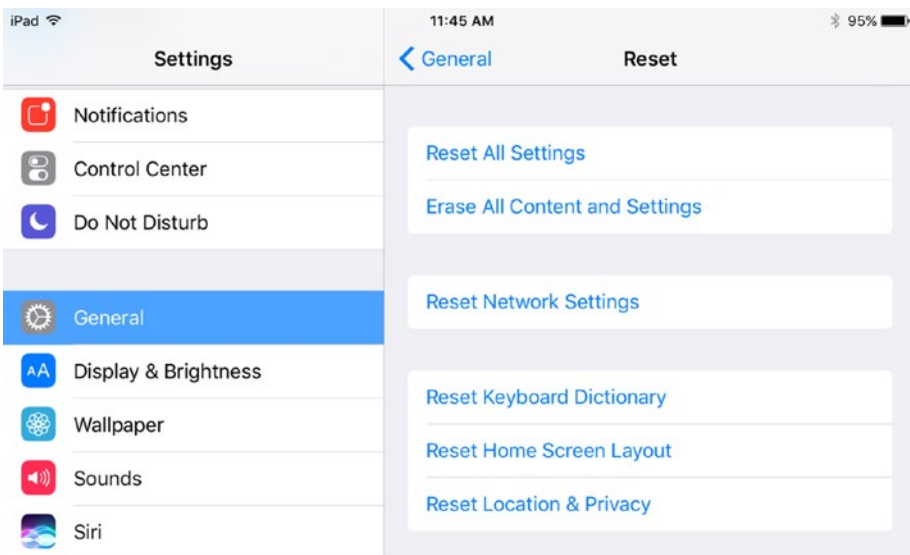 iPad 11:45 AM 95%
Settings
Notifications
Control Center
Do Not Disturb
General
AA Display & Brightness
Wallpaper
Sounds
Siri
General Reset
Reset All Settings
Erase All Content and Settings
Reset Network Settings
Reset Keyboard Dictionary
Reset Home Screen Layout
Reset Location & Privacy